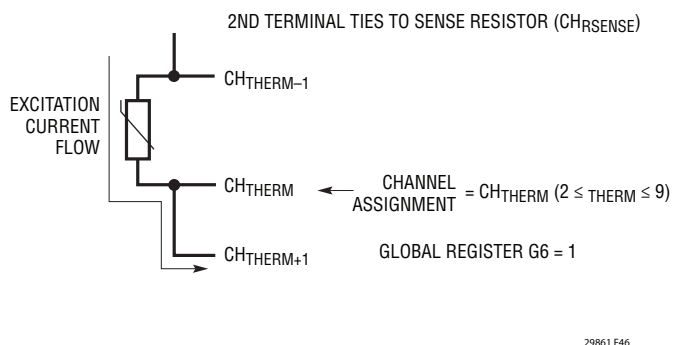 2ND TERMINAL TIES TO SENSE RESISTOR (CHRSENSE)
CHTHERM–1
EXCITATION
CURRENT
FLOW
CHTHERM
CHANNEL
ASSIGNMENT
= CHTHERM (2 ≤ THERM ≤ 9)
CHTHERM+1
GLOBAL REGISTER G6 = 1
29861 F46